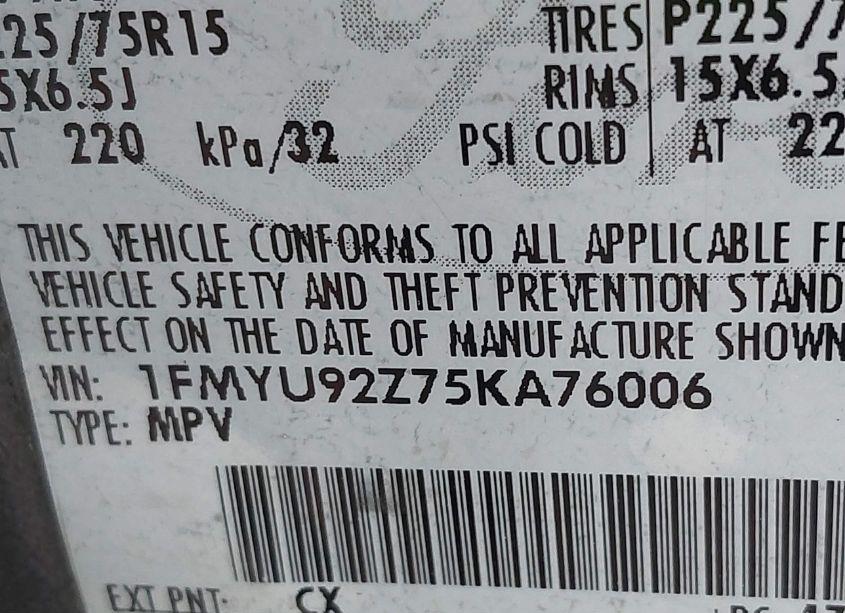 225/75R15 TIRES P225/7
5X6.5J RIMS 15X6.5
AT 220 kPa/32 PSI COLD AT 22
THIS VEHICLE CONFORMS TO ALL APPLICABLE FE
VEHICLE SAFETY AND THEFT PREVENTION STAND
EFFECT ON THE DATE OF MANUFACTURE SHOWN
VIN: 1FMYU92Z75KA76006
TYPE: MPV
EXT PNT: CX